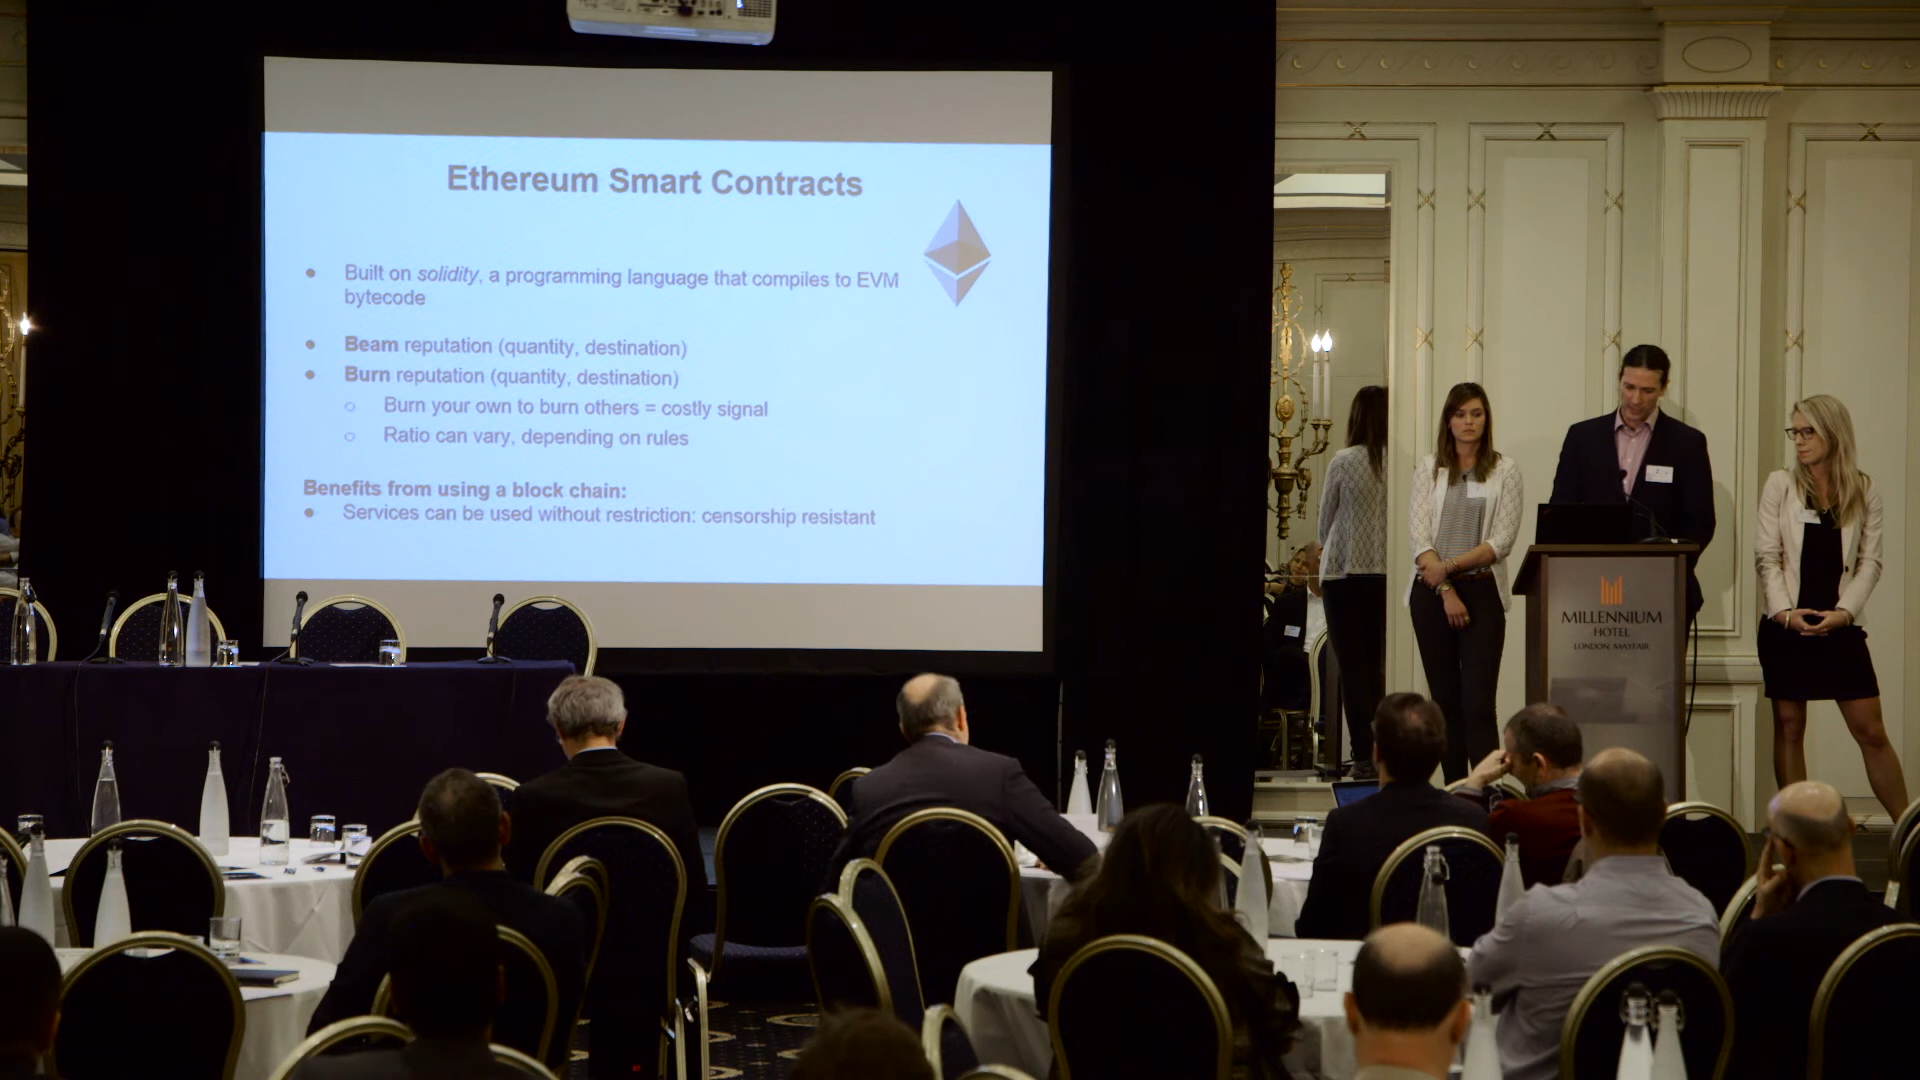 Ethereum Smart Contracts
Built on solidity, a programming language that compiles to EVM
bytecode
Beam reputation (quantity, destination)
Burn reputation (quantity, destination)
Burn your own to burn others = costly signal
Ratio can vary, depending on rules
Benefits from using a block chain:
Services can be used without restriction: censorship resistant
MILLENNIUM
HOTEL
LONDON MAYFAIR